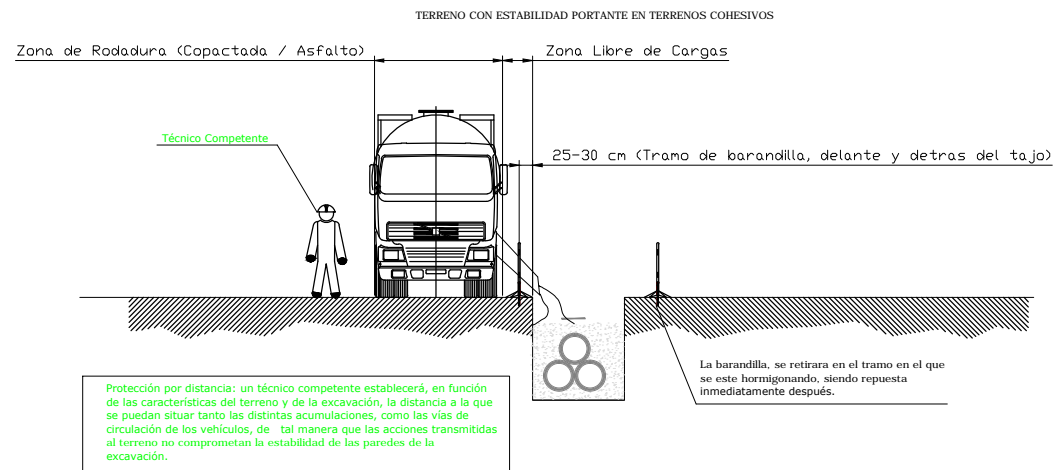 TERRENO CON ESTABILIDAD PORTANTE EN TERRENOS COHESIVOS
Zona de Rodadura (Copactada / Asfalto)
Zona Libre de Cargas
Técnico Competente
25-30 cm (Tramo de barandilla, delante y detras del tajo)
La barandilla, se retirara en el tramo en el que
se este hormigonando, siendo repuesta
inmediatamente después.
Protección por distancia: un técnico competente establecerá, en función
de las características del terreno y de la excavación, la distancia a la que
se puedan situar tanto las distintas acumulaciones, como las vías de
circulación de los vehículos, de tal manera que las acciones transmitidas
al terreno no comprometan la estabilidad de las paredes de la
excavación.